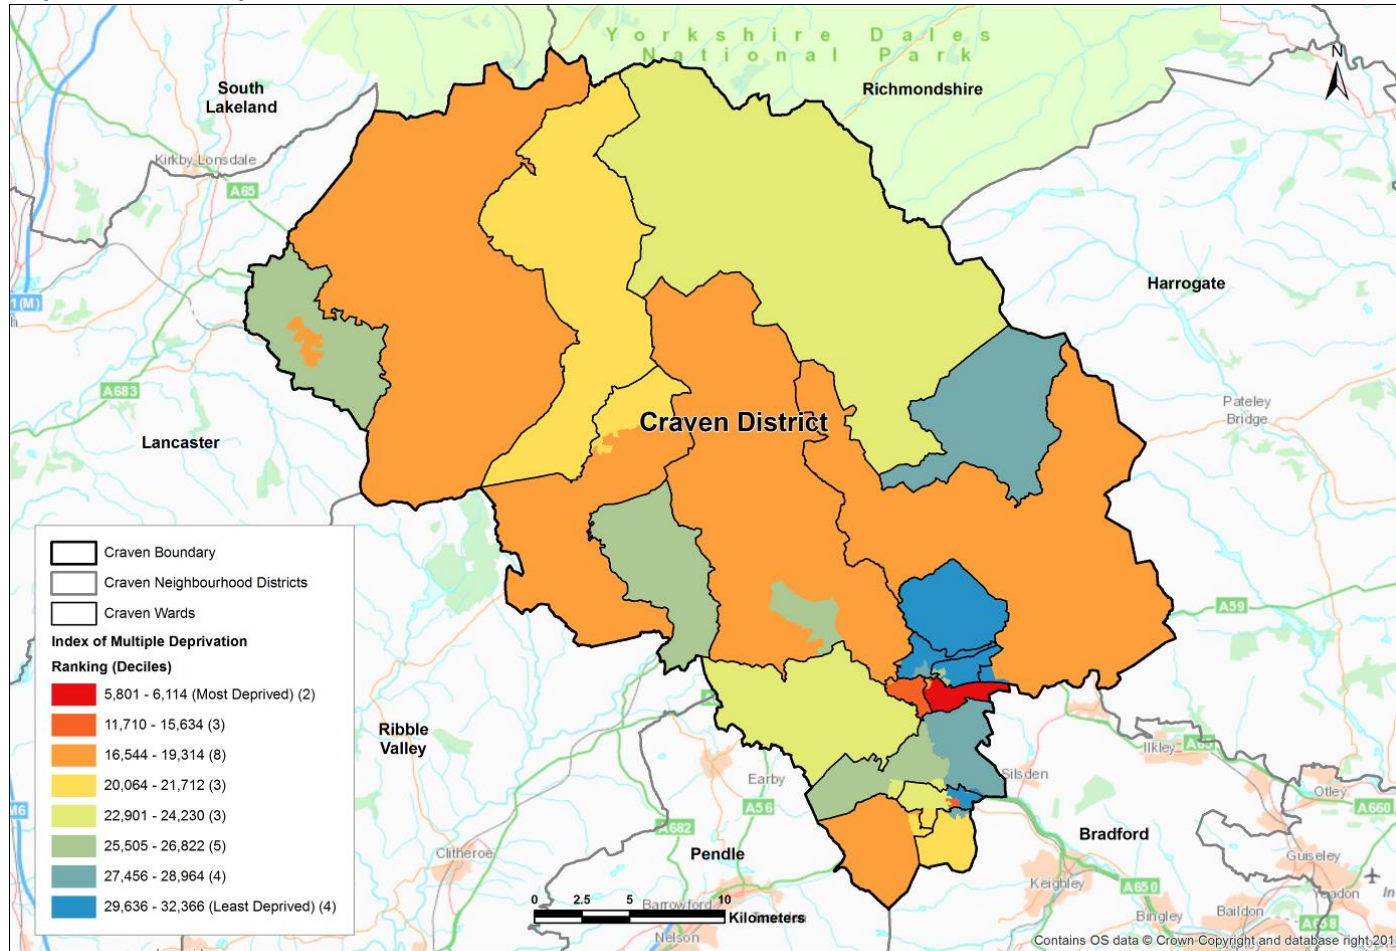 Yorkshire Dales
National Park
N
South
Lakeland
Richmondshire
Kirkby Lonsdale
A65
Harrogate
1(M)
A683
Pateley
Bridge
Craven District
Lancaster
Craven Boundary
Craven Neighbourhood Districts
Craven Wards
Index of Multiple Deprivation
Ranking (Deciles)
5,801 - 6,114 (Most Deprived) (2)
11,710 - 15,634 (3)
16,544 - 19,314 (8)
20,064 - 21,712 (3)
22,901 - 24,230 (3)
25,505 - 26,822 (5)
27,456 - 28,964 (4)
29,636 - 32,366 (Least Deprived) (4)
A59
Ribble
Valley
Ilkley
A65
Earby
Silsden
Otley
A56
A660
M6
A682
Bradford
Clitheroe
Pendle
Guiseley
Keighley
A650
Yeadon
0 2.5 5 10
Kilometers
Barrowford
Bingley
Baildon
Nelson
Contains OS data © Crown Copyright and database right 201